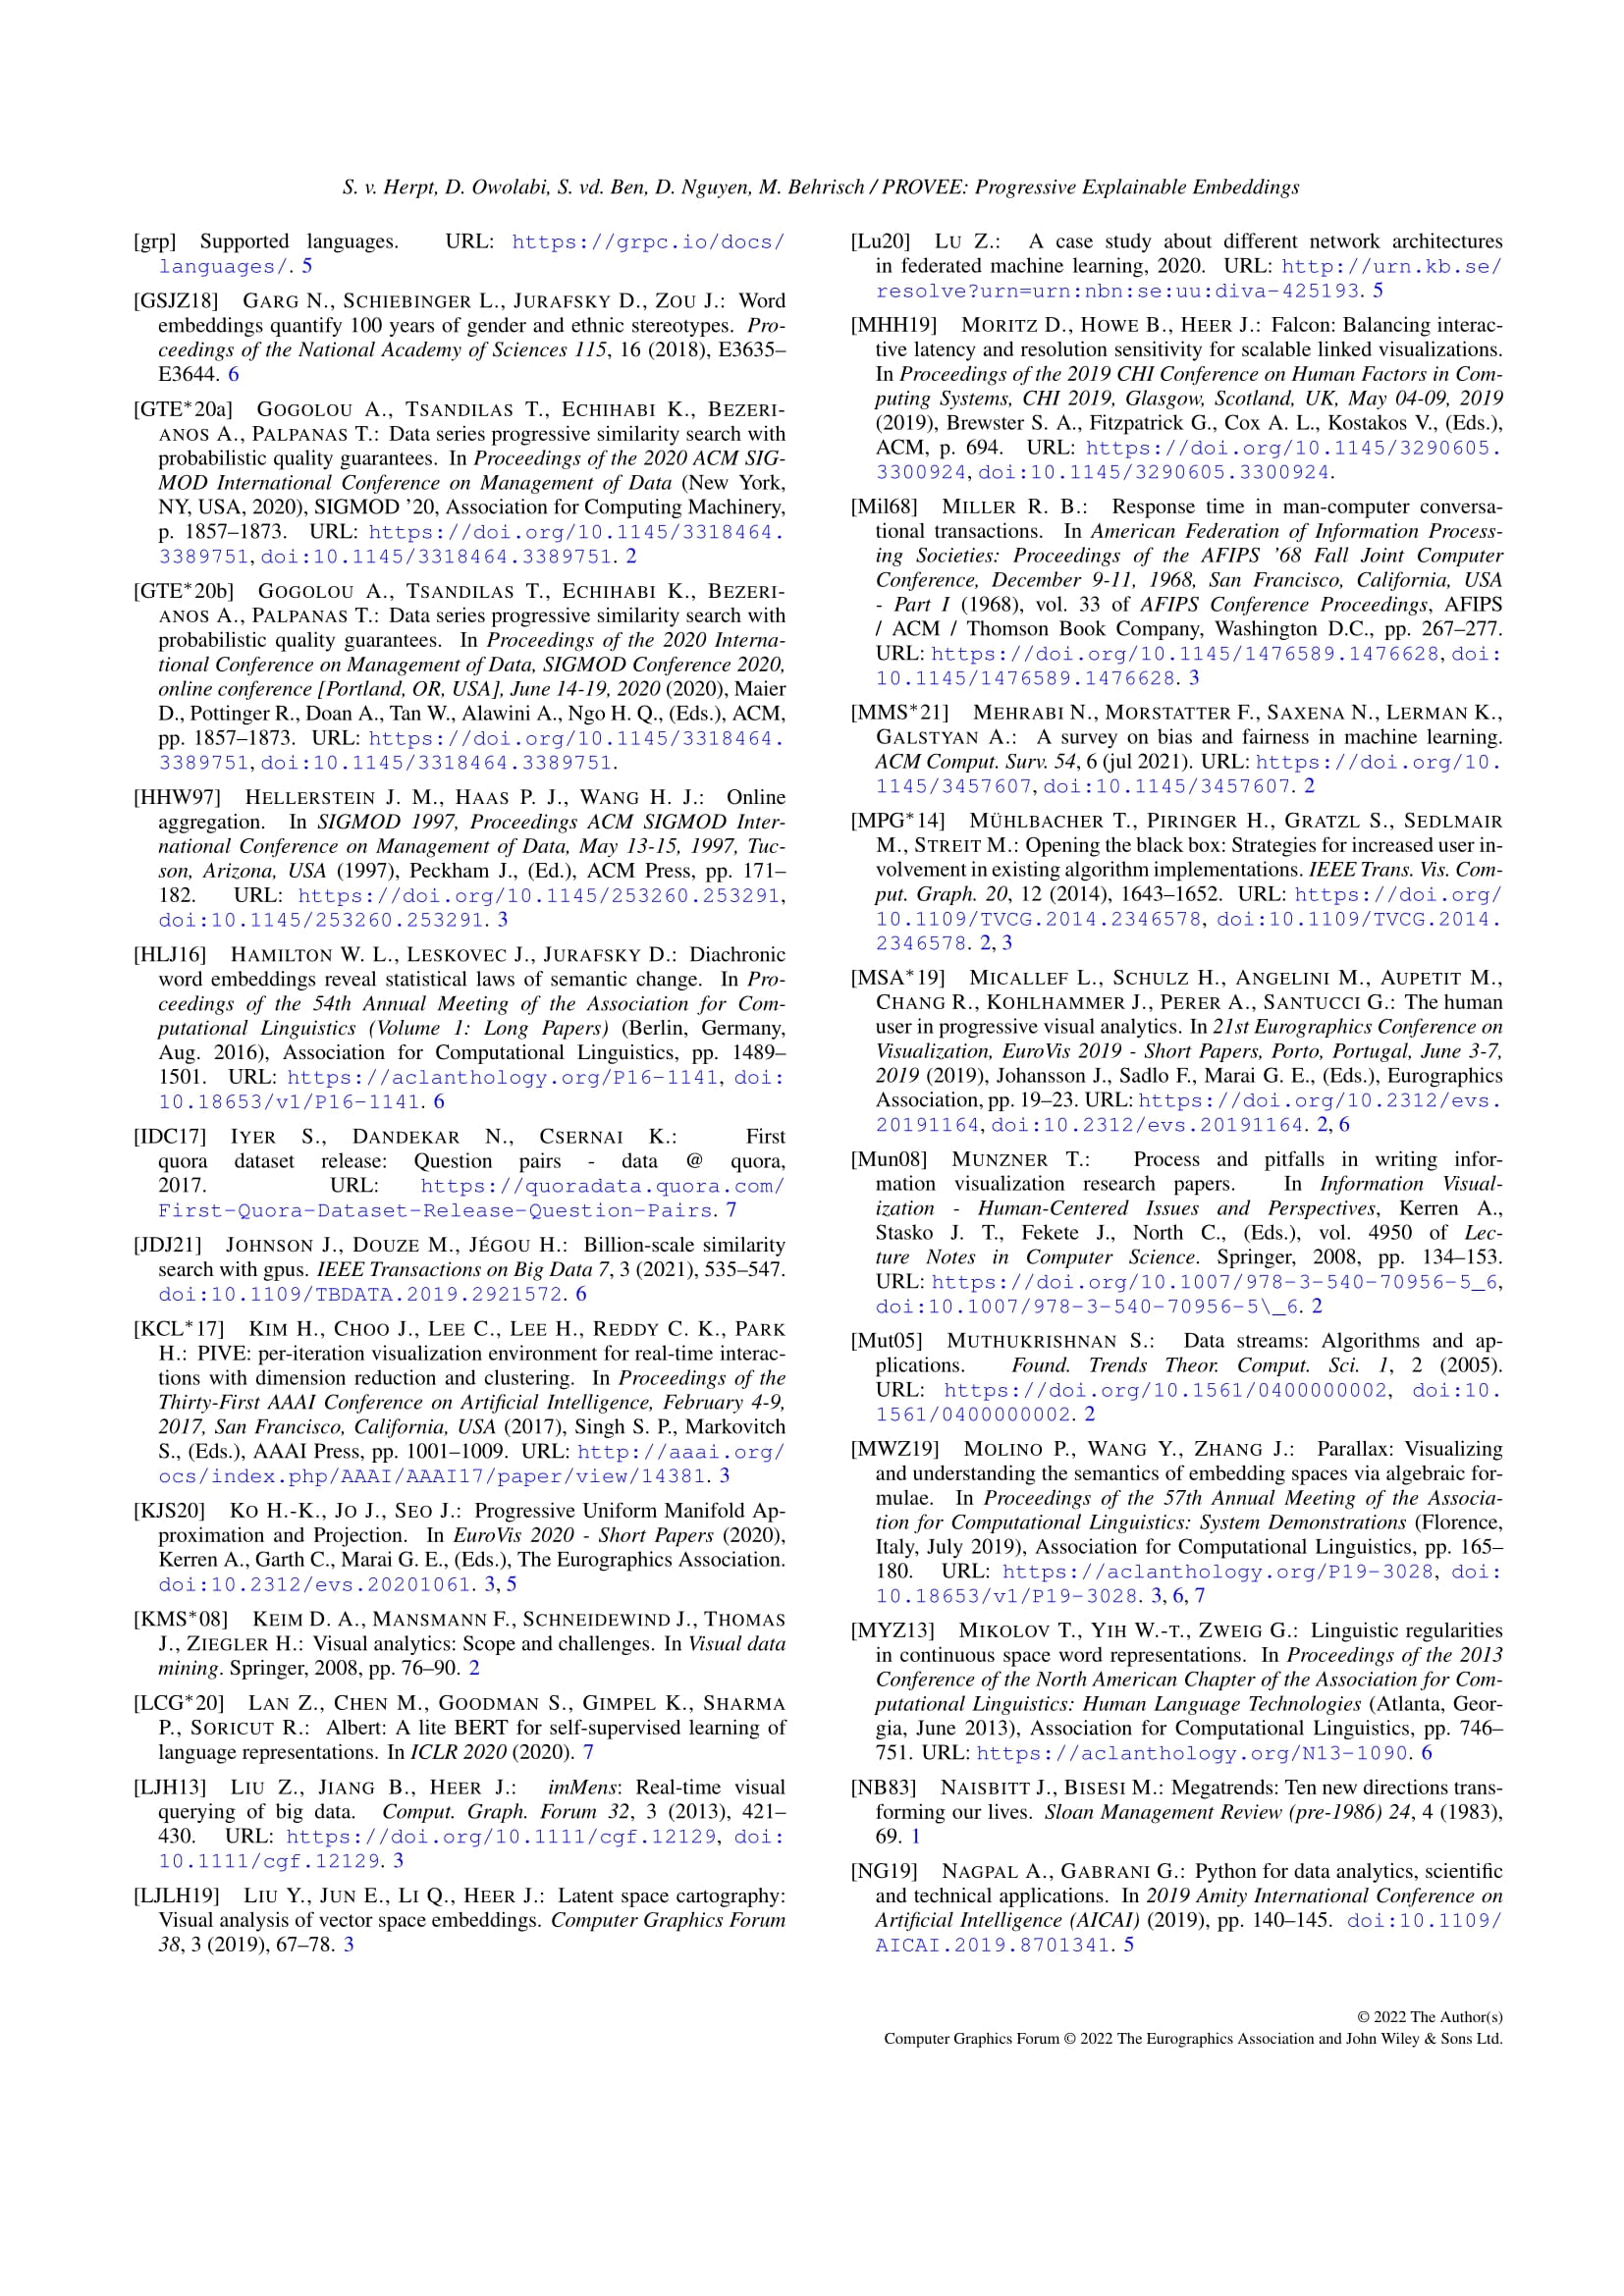 S. v. Herpt, D. Owolabi, S. vd. Ben, D. Nguyen, M. Behrisch / PROVEE: Progressive Explainable Embeddings
[grp] Supported languages. URL: https://grpc.io/docs/
languages/. 5
[GSJZ18] GARG N., SCHIEBINGER L., JURAFSKY D., ZOU J.: Word
embeddings quantify 100 years of gender and ethnic stereotypes. Pro-
ceedings of the National Academy of Sciences 115, 16 (2018), E3635–
E3644. 6
[GTE*20a] GOGOLOU A., TSANDILAS T., ECHIHABI K., BEZERI-
ANOS A., PALPANAS T.: Data series progressive similarity search with
probabilistic quality guarantees. In Proceedings of the 2020 ACM SIG-
MOD International Conference on Management of Data (New York,
NY, USA, 2020), SIGMOD ’20, Association for Computing Machinery,
p. 1857–1873. URL: https://doi.org/10.1145/3318464.
3389751, doi:10.1145/3318464.3389751. 2
[GTE*20b] GOGOLOU A., TSANDILAS T., ECHIHABI K., BEZERI-
ANOS A., PALPANAS T.: Data series progressive similarity search with
probabilistic quality guarantees. In Proceedings of the 2020 Interna-
tional Conference on Management of Data, SIGMOD Conference 2020,
online conference [Portland, OR, USA], June 14-19, 2020 (2020), Maier
D., Pottinger R., Doan A., Tan W., Alawini A., Ngo H. Q., (Eds.), ACM,
pp. 1857–1873. URL: https://doi.org/10.1145/3318464.
3389751, doi:10.1145/3318464.3389751.
[HHW97] HELLERSTEIN J. M., HAAS P. J., WANG H. J.: Online
aggregation. In SIGMOD 1997, Proceedings ACM SIGMOD Inter-
national Conference on Management of Data, May 13-15, 1997, Tuc-
son, Arizona, USA (1997), Peckham J., (Ed.), ACM Press, pp. 171–
182. URL: https://doi.org/10.1145/253260.253291,
doi:10.1145/253260.253291. 3
[HLJ16] HAMILTON W. L., LESKOVEC J., JURAFSKY D.: Diachronic
word embeddings reveal statistical laws of semantic change. In Pro-
ceedings of the 54th Annual Meeting of the Association for Com-
putational Linguistics (Volume 1: Long Papers) (Berlin, Germany,
Aug. 2016), Association for Computational Linguistics, pp. 1489–
1501. URL: https://aclanthology.org/P16-1141, doi:
10.18653/v1/P16-1141. 6
[IDC17] IYER S., DANDEKAR N., CSERNAI K.: First
quora dataset release: Question pairs - data @ quora,
2017. URL: https://quoradata.quora.com/
First-Quora-Dataset-Release-Question-Pairs. 7
[JDJ21] JOHNSON J., DOUZE M., JÉGOU H.: Billion-scale similarity
search with gpus. IEEE Transactions on Big Data 7, 3 (2021), 535–547.
doi:10.1109/TBDATA.2019.2921572. 6
[KCL*17] KIM H., CHOO J., LEE C., LEE H., REDDY C. K., PARK
H.: PIVE: per-iteration visualization environment for real-time interac-
tions with dimension reduction and clustering. In Proceedings of the
Thirty-First AAAI Conference on Artificial Intelligence, February 4-9,
2017, San Francisco, California, USA (2017), Singh S. P., Markovitch
S., (Eds.), AAAI Press, pp. 1001–1009. URL: http://aaai.org/
ocs/index.php/AAAI/AAAI17/paper/view/14381. 3
[KJS20] KO H.-K., JO J., SEO J.: Progressive Uniform Manifold Ap-
proximation and Projection. In EuroVis 2020 - Short Papers (2020),
Kerren A., Garth C., Marai G. E., (Eds.), The Eurographics Association.
doi:10.2312/evs.20201061. 3, 5
[KMS*08] KEIM D. A., MANSMANN F., SCHNEIDEWIND J., THOMAS
J., ZIEGLER H.: Visual analytics: Scope and challenges. In Visual data
mining. Springer, 2008, pp. 76–90. 2
[LCG*20] LAN Z., CHEN M., GOODMAN S., GIMPEL K., SHARMA
P., SORICUT R.: Albert: A lite BERT for self-supervised learning of
language representations. In ICLR 2020 (2020). 7
[LJH13] LIU Z., JIANG B., HEER J.: imMens: Real-time visual
querying of big data. Comput. Graph. Forum 32, 3 (2013), 421–
430. URL: https://doi.org/10.1111/cgf.12129, doi:
10.1111/cgf.12129. 3
[LJLH19] LIU Y., JUN E., LI Q., HEER J.: Latent space cartography:
Visual analysis of vector space embeddings. Computer Graphics Forum
38, 3 (2019), 67–78. 3
[Lu20] LU Z.: A case study about different network architectures
in federated machine learning, 2020. URL: http://urn.kb.se/
resolve?urn=urn:nbn:se:uu:diva-425193. 5
[MHH19] MORITZ D., HOWE B., HEER J.: Falcon: Balancing interac-
tive latency and resolution sensitivity for scalable linked visualizations.
In Proceedings of the 2019 CHI Conference on Human Factors in Com-
puting Systems, CHI 2019, Glasgow, Scotland, UK, May 04-09, 2019
(2019), Brewster S. A., Fitzpatrick G., Cox A. L., Kostakos V., (Eds.),
ACM, p. 694. URL: https://doi.org/10.1145/3290605.
3300924, doi:10.1145/3290605.3300924.
[Mil68] MILLER R. B.: Response time in man-computer conversa-
tional transactions. In American Federation of Information Process-
ing Societies: Proceedings of the AFIPS ’68 Fall Joint Computer
Conference, December 9-11, 1968, San Francisco, California, USA
- Part I (1968), vol. 33 of AFIPS Conference Proceedings, AFIPS
/ ACM / Thomson Book Company, Washington D.C., pp. 267–277.
URL: https://doi.org/10.1145/1476589.1476628, doi:
10.1145/1476589.1476628. 3
[MMS*21] MEHRABI N., MORSTATTER F., SAXENA N., LERMAN K.,
GALSTYAN A.: A survey on bias and fairness in machine learning.
ACM Comput. Surv. 54, 6 (jul 2021). URL: https://doi.org/10.
1145/3457607, doi:10.1145/3457607. 2
[MPG*14] MÜHLBACHER T., PIRINGER H., GRATZL S., SEDLMAIR
M., STREIT M.: Opening the black box: Strategies for increased user in-
volvement in existing algorithm implementations. IEEE Trans. Vis. Com-
put. Graph. 20, 12 (2014), 1643–1652. URL: https://doi.org/
10.1109/TVCG.2014.2346578, doi:10.1109/TVCG.2014.
2346578. 2, 3
[MSA*19] MICALLEF L., SCHULZ H., ANGELINI M., AUPETIT M.,
CHANG R., KOHLHAMMER J., PERER A., SANTUCCI G.: The human
user in progressive visual analytics. In 21st Eurographics Conference on
Visualization, EuroVis 2019 - Short Papers, Porto, Portugal, June 3-7,
2019 (2019), Johansson J., Sadlo F., Marai G. E., (Eds.), Eurographics
Association, pp. 19–23. URL: https://doi.org/10.2312/evs.
20191164, doi:10.2312/evs.20191164. 2, 6
[Mun08] MUNZNER T.: Process and pitfalls in writing infor-
mation visualization research papers. In Information Visual-
ization - Human-Centered Issues and Perspectives, Kerren A.,
Stasko J. T., Fekete J., North C., (Eds.), vol. 4950 of Lec-
ture Notes in Computer Science. Springer, 2008, pp. 134–153.
URL: https://doi.org/10.1007/978-3-540-70956-5_6,
doi:10.1007/978-3-540-70956-5\_6. 2
[Mut05] MUTHUKRISHNAN S.: Data streams: Algorithms and ap-
plications. Found. Trends Theor. Comput. Sci. 1, 2 (2005).
URL: https://doi.org/10.1561/0400000002, doi:10.
1561/0400000002. 2
[MWZ19] MOLINO P., WANG Y., ZHANG J.: Parallax: Visualizing
and understanding the semantics of embedding spaces via algebraic for-
mulae. In Proceedings of the 57th Annual Meeting of the Associa-
tion for Computational Linguistics: System Demonstrations (Florence,
Italy, July 2019), Association for Computational Linguistics, pp. 165–
180. URL: https://aclanthology.org/P19-3028, doi:
10.18653/v1/P19-3028. 3, 6, 7
[MYZ13] MIKOLOV T., YIH W.-T., ZWEIG G.: Linguistic regularities
in continuous space word representations. In Proceedings of the 2013
Conference of the North American Chapter of the Association for Com-
putational Linguistics: Human Language Technologies (Atlanta, Geor-
gia, June 2013), Association for Computational Linguistics, pp. 746–
751. URL: https://aclanthology.org/N13-1090. 6
[NB83] NAISBITT J., BISESI M.: Megatrends: Ten new directions trans-
forming our lives. Sloan Management Review (pre-1986) 24, 4 (1983),
69. 1
[NG19] NAGPAL A., GABRANI G.: Python for data analytics, scientific
and technical applications. In 2019 Amity International Conference on
Artificial Intelligence (AICAI) (2019), pp. 140–145. doi:10.1109/
AICAI.2019.8701341. 5
© 2022 The Author(s)
Computer Graphics Forum © 2022 The Eurographics Association and John Wiley & Sons Ltd.